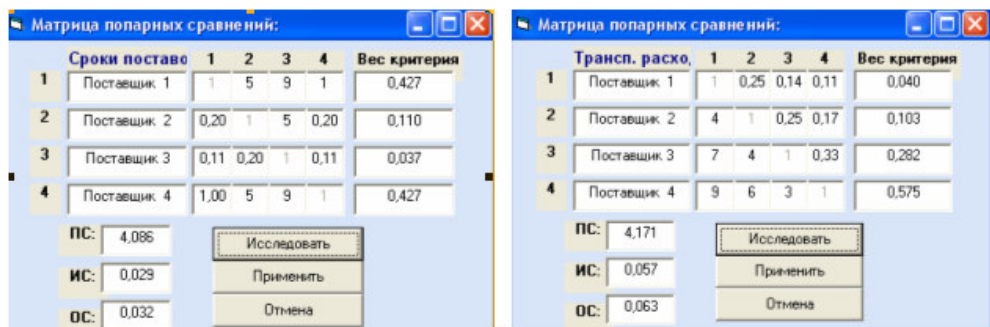 Матрица попарных сравнений:
Сроки поставо 1 2 3 4 Вес критерия
1 Поставщик 1 1 5 9 1 0,427
2 Поставщик 2 0,20 1 5 0,20 0,110
3 Поставщик 3 0,11 0,20 1 0,11 0,037
4 Поставщик 4 1,00 5 9 1 0,427
ПС: 4,086 Исследовать
ИС: 0,029 Применить
ОС: 0,032 Отмена
Матрица попарных сравнений:
Трансп. расхо, 1 2 3 4 Вес критерия
1 Поставщик 1 1 0,25 0,14 0,11 0,040
2 Поставщик 2 4 1 0,25 0,17 0,103
3 Поставщик 3 7 4 1 0,33 0,282
4 Поставщик 4 9 6 3 1 0,575
ПС: 4,171 Исследовать
ИС: 0,057 Применить
ОС: 0,063 Отмена